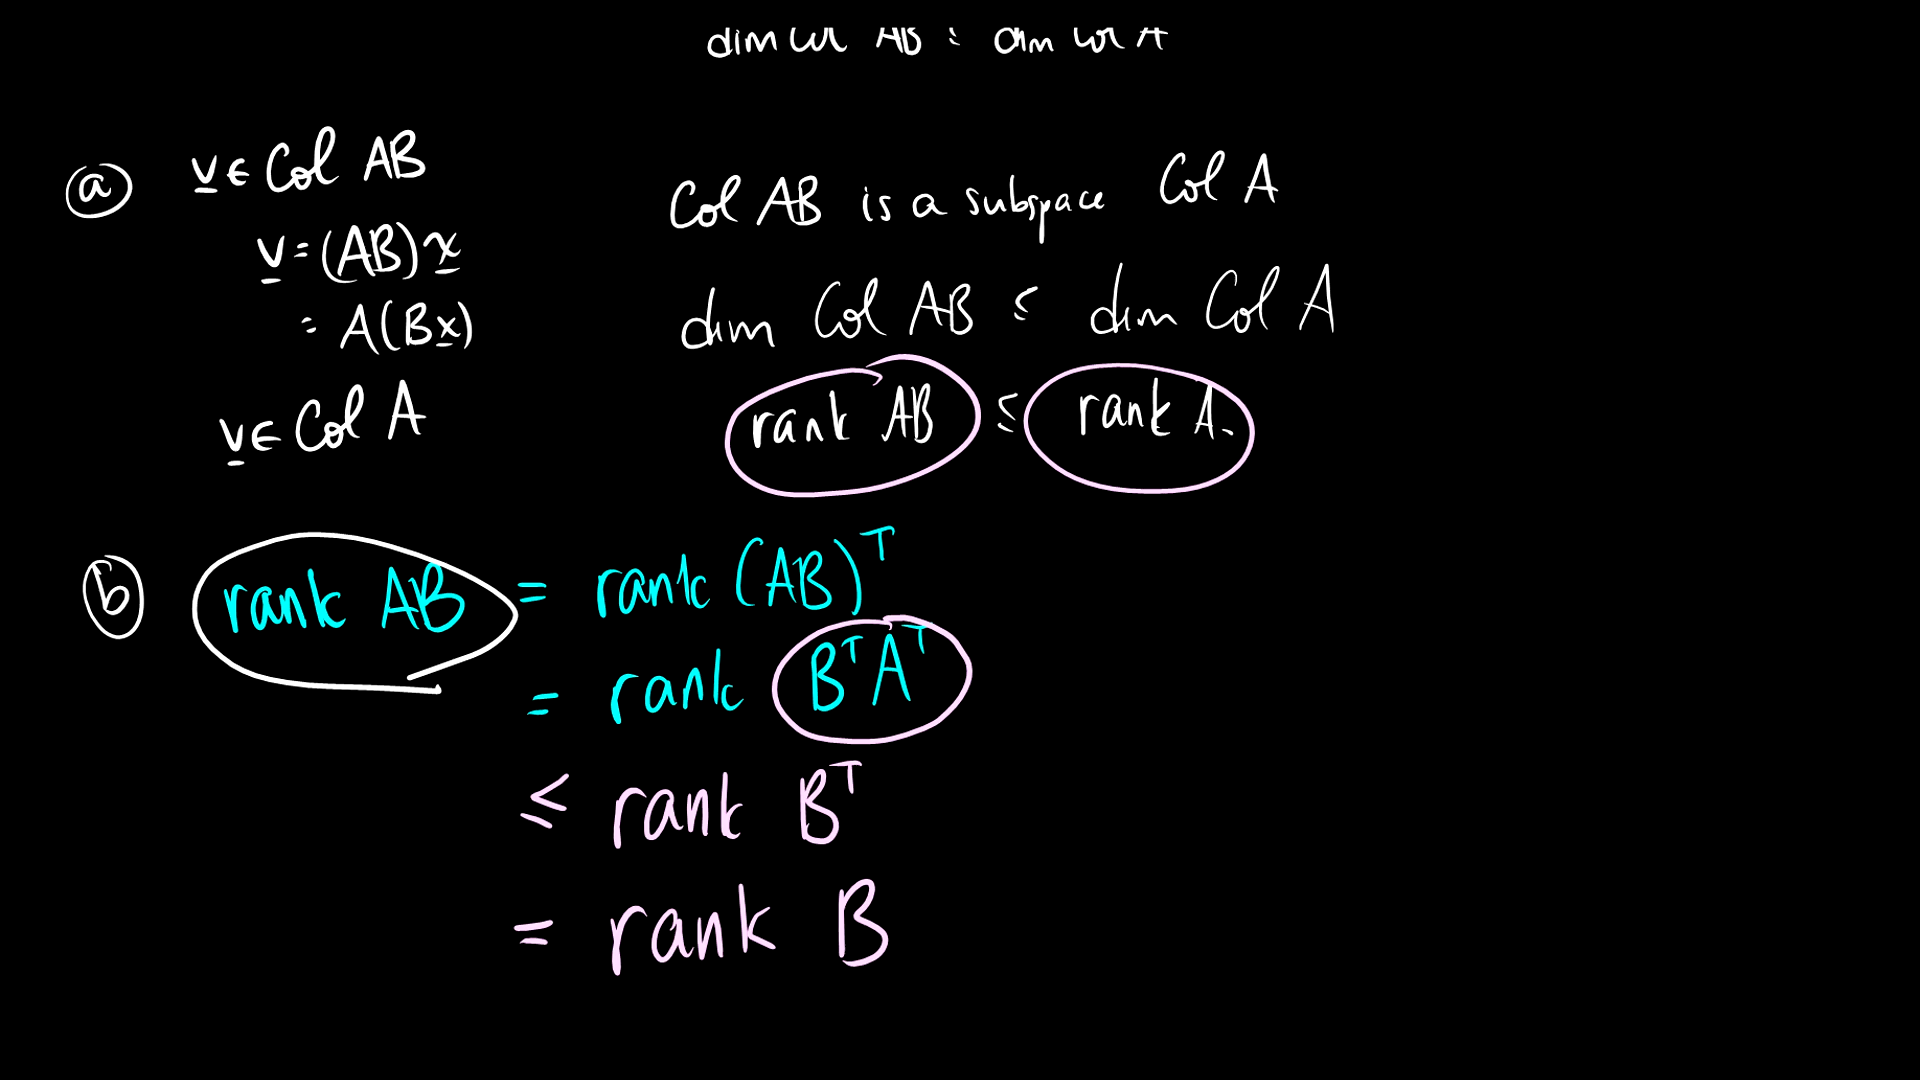 dim Col AB : dim Col A
ⓐ v ∈ Col AB
v = (AB)x
= A(Bx)
v ∈ Col A
Col AB is a subspace Col A
dim Col AB ≤ dim Col A
rank AB ≤ rank A.
ⓑ rank AB = rank (AB)ᵀ
= rank BᵀAᵀ
≤ rank Bᵀ
= rank B